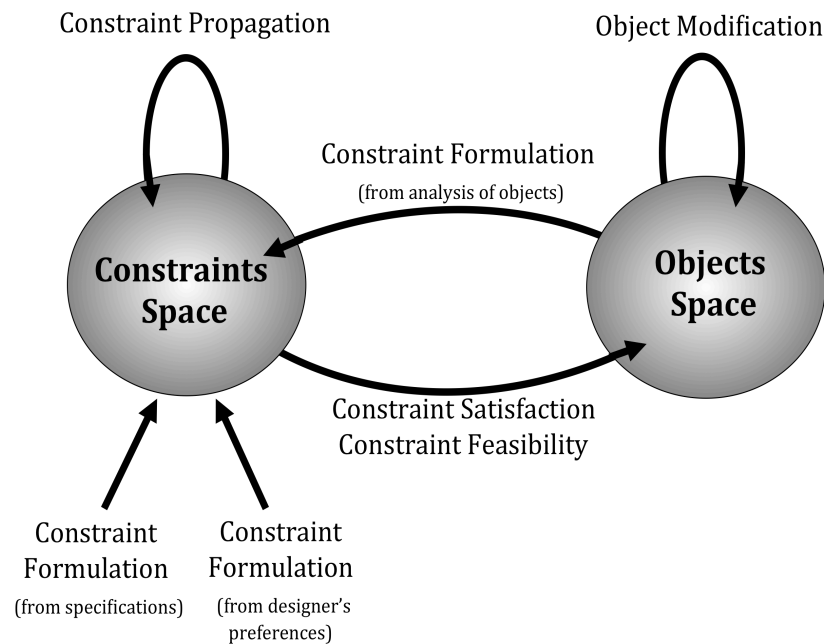 Constraint Propagation
Object Modification
Constraint Formulation
(from analysis of objects)
Constraints
Space
Objects
Space
Constraint Satisfaction
Constraint Feasibility
Constraint
Formulation
(from specifications)
Constraint
Formulation
(from designer’s
preferences)